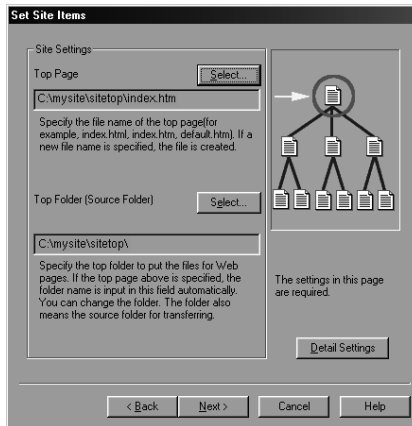 Set Site Items
Site Settings
Top Page
Select...
C:\mysite\sitetop\index.htm
Specify the file name of the top page(for
example, index.html, index.htm, default.htm). If a
new file name is specified, the file is created.
Top Folder (Source Folder)
Select...
C:\mysite\sitetop\
Specify the top folder to put the files for Web
pages. If the top page above is specified, the
folder name is input in this field automatically.
You can change the folder. The folder also
means the source folder for transferring.
The settings in this page
are required.
Detail Settings
< Back
Next >
Cancel
Help